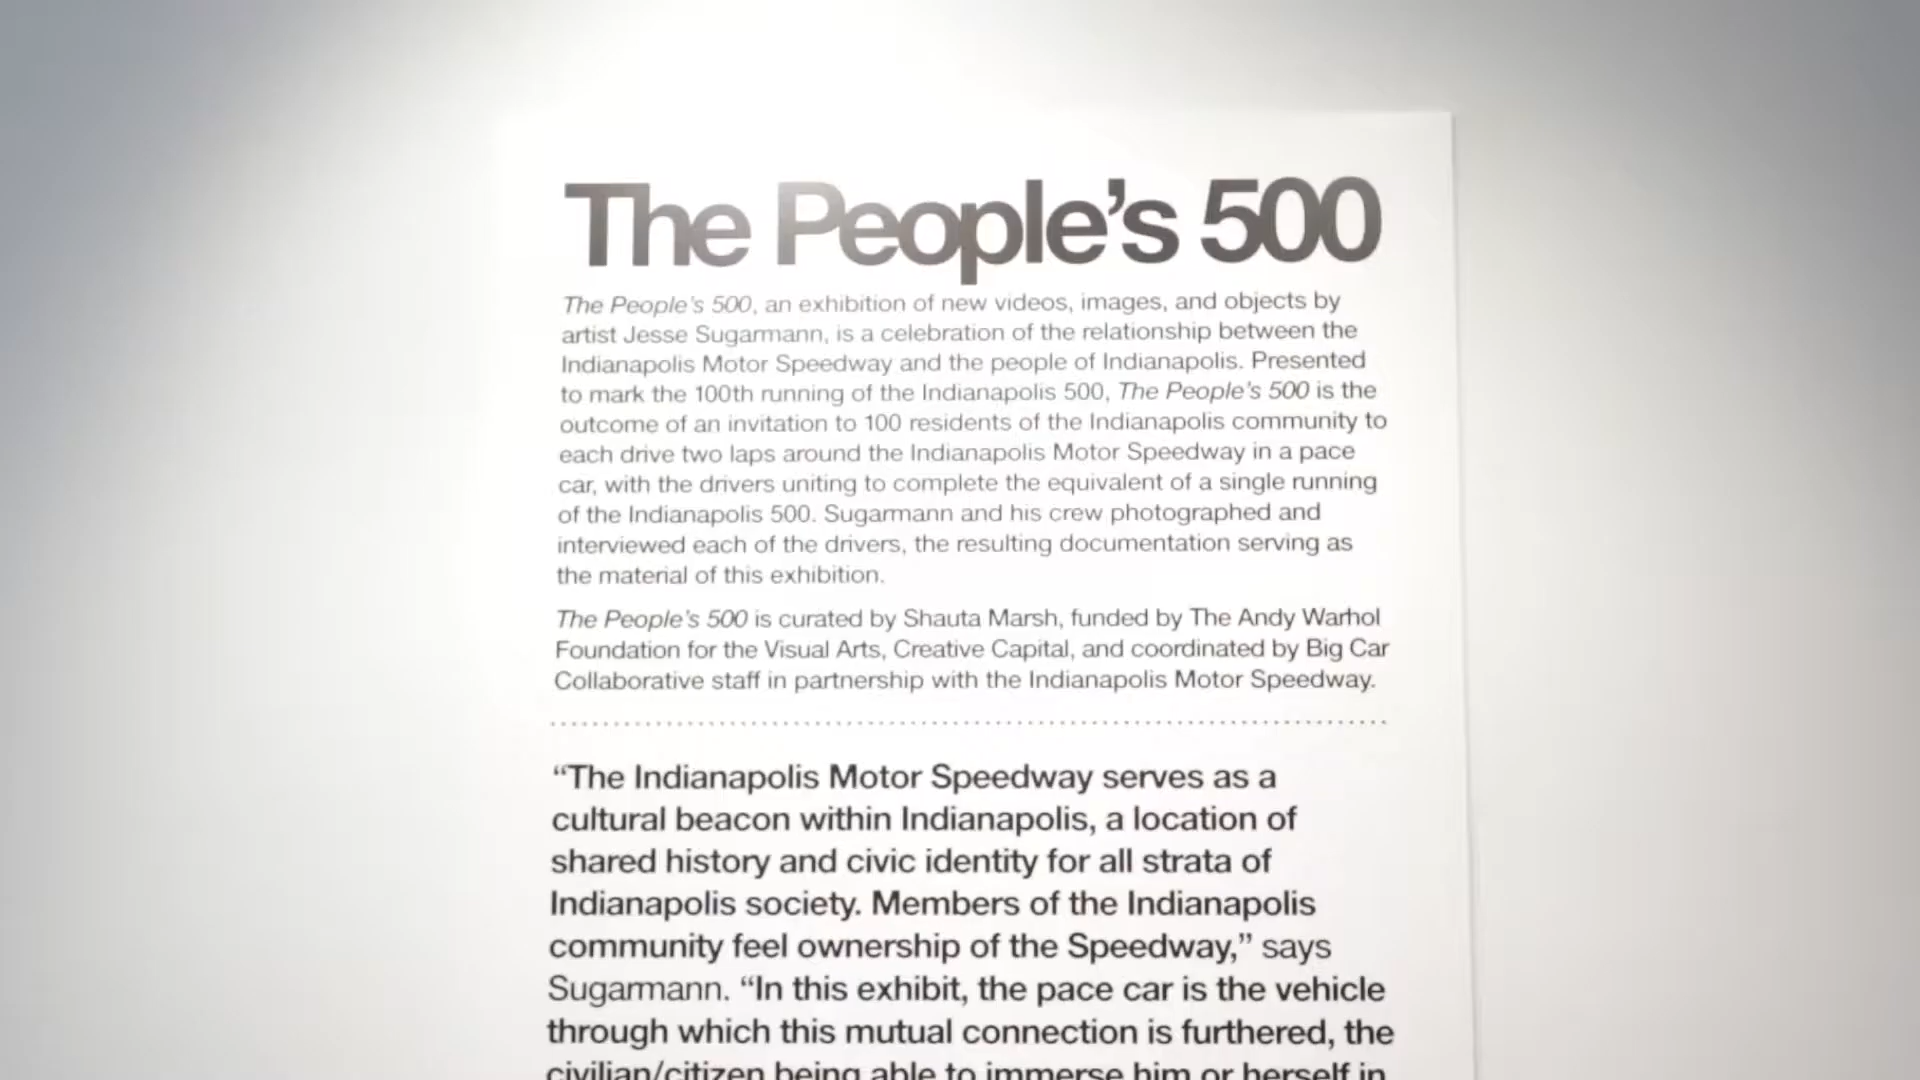 The People’s 500
The People’s 500, an exhibition of new videos, images, and objects by
artist Jesse Sugarmann, is a celebration of the relationship between the
Indianapolis Motor Speedway and the people of Indianapolis. Presented
to mark the 100th running of the Indianapolis 500, The People’s 500 is the
outcome of an invitation to 100 residents of the Indianapolis community to
each drive two laps around the Indianapolis Motor Speedway in a pace
car, with the drivers uniting to complete the equivalent of a single running
of the Indianapolis 500. Sugarmann and his crew photographed and
interviewed each of the drivers, the resulting documentation serving as
the material of this exhibition.
The People’s 500 is curated by Shauta Marsh, funded by The Andy Warhol
Foundation for the Visual Arts, Creative Capital, and coordinated by Big Car
Collaborative staff in partnership with the Indianapolis Motor Speedway.
“The Indianapolis Motor Speedway serves as a
cultural beacon within Indianapolis, a location of
shared history and civic identity for all strata of
Indianapolis society. Members of the Indianapolis
community feel ownership of the Speedway,” says
Sugarmann. “In this exhibit, the pace car is the vehicle
through which this mutual connection is furthered, the
civilian/citizen being able to immerse him or herself in